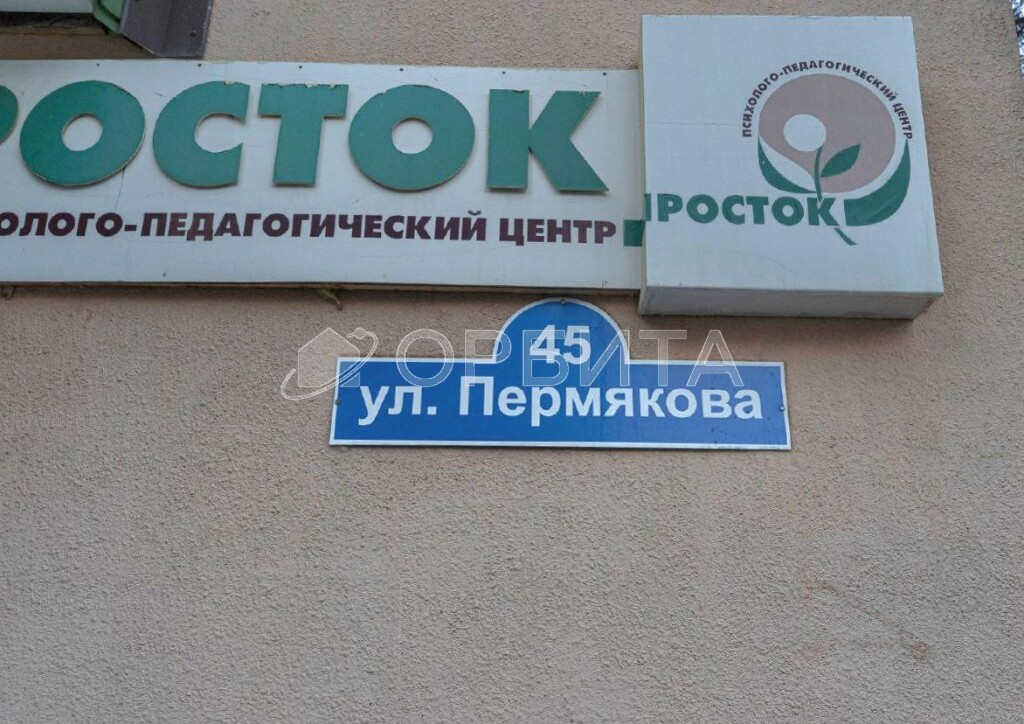 РОСТОК
ОЛОГО-ПЕДАГОГИЧЕСКИЙ ЦЕНТР
ПСИХОЛОГО-ПЕДАГОГИЧЕСКИЙ ЦЕНТР
РОСТОК
45
ОРБИТА
ул. Пермякова